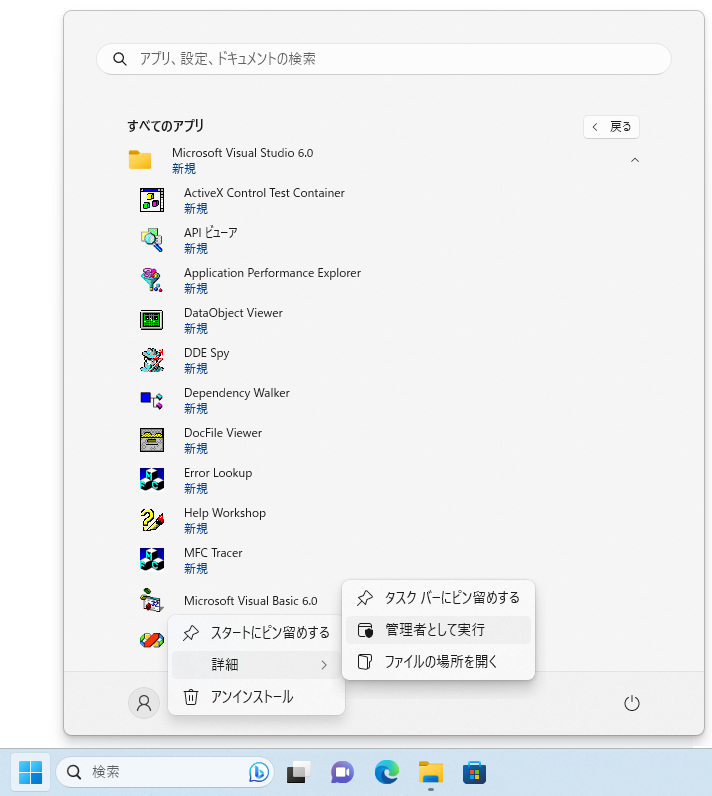 アプリ、設定、ドキュメントの検索
すべてのアプリ
戻る
Microsoft Visual Studio 6.0
新規
ActiveX Control Test Container
新規
API ビューア
新規
Application Performance Explorer
新規
DataObject Viewer
新規
DDE Spy
新規
Dependency Walker
新規
DocFile Viewer
新規
Error Lookup
新規
Help Workshop
新規
MFC Tracer
新規
Microsoft Visual Basic 6.0
スタートにピン留めする
詳細
アンインストール
タスク バーにピン留めする
管理者として実行
ファイルの場所を開く
検索